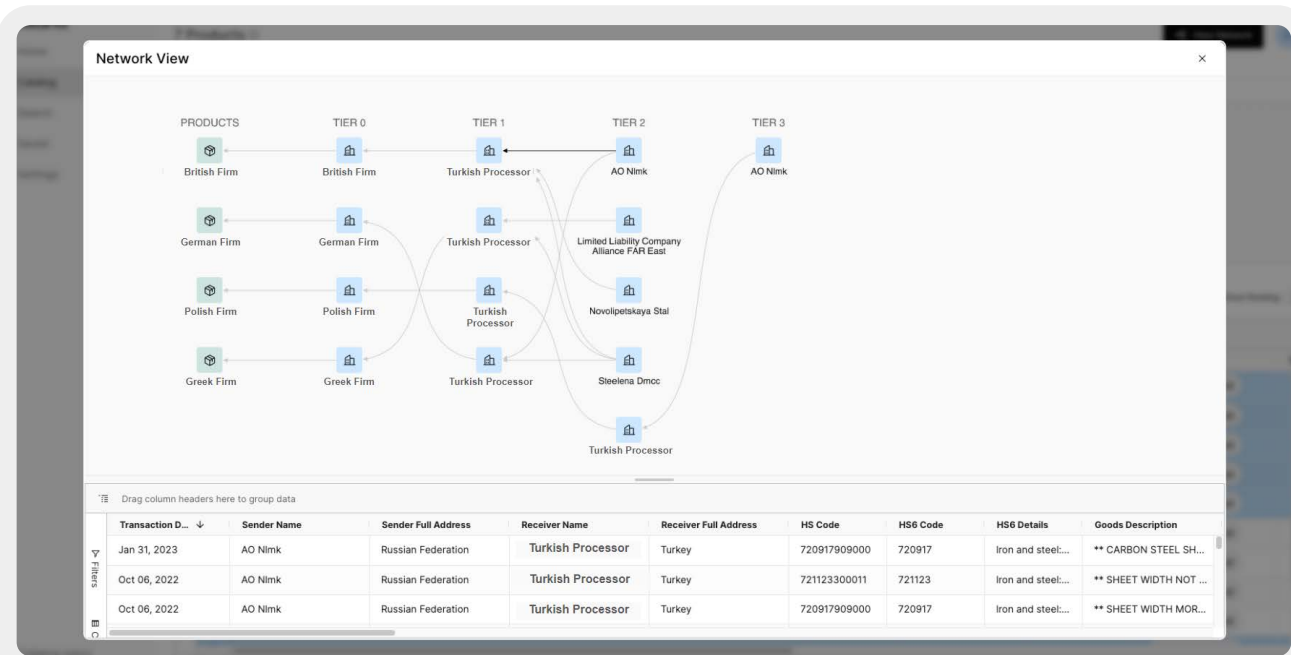 7 Products
Network View
PRODUCTS TIER 0 TIER 1 TIER 2 TIER 3
British Firm British Firm Turkish Processor AO Nlmk AO Nlmk
German Firm German Firm Turkish Processor Limited Liability Company
Alliance FAR East
Polish Firm Polish Firm Turkish Novolipetskaya Stal
Processor
Greek Firm Greek Firm Turkish Processor Steelena Dmcc
Turkish Processor
Drag column headers here to group data
Transaction D... Sender Name Sender Full Address Receiver Name Receiver Full Address HS Code HS6 Code HS6 Details Goods Description
Jan 31, 2023 AO Nlmk Russian Federation Turkish Processor Turkey 720917909000 720917 Iron and steel:... ** CARBON STEEL SH...
Oct 06, 2022 AO Nlmk Russian Federation Turkish Processor Turkey 721123300011 721123 Iron and steel:... ** SHEET WIDTH NOT ...
Oct 06, 2022 AO Nlmk Russian Federation Turkish Processor Turkey 720917909000 720917 Iron and steel:... ** SHEET WIDTH MOR...
Filters